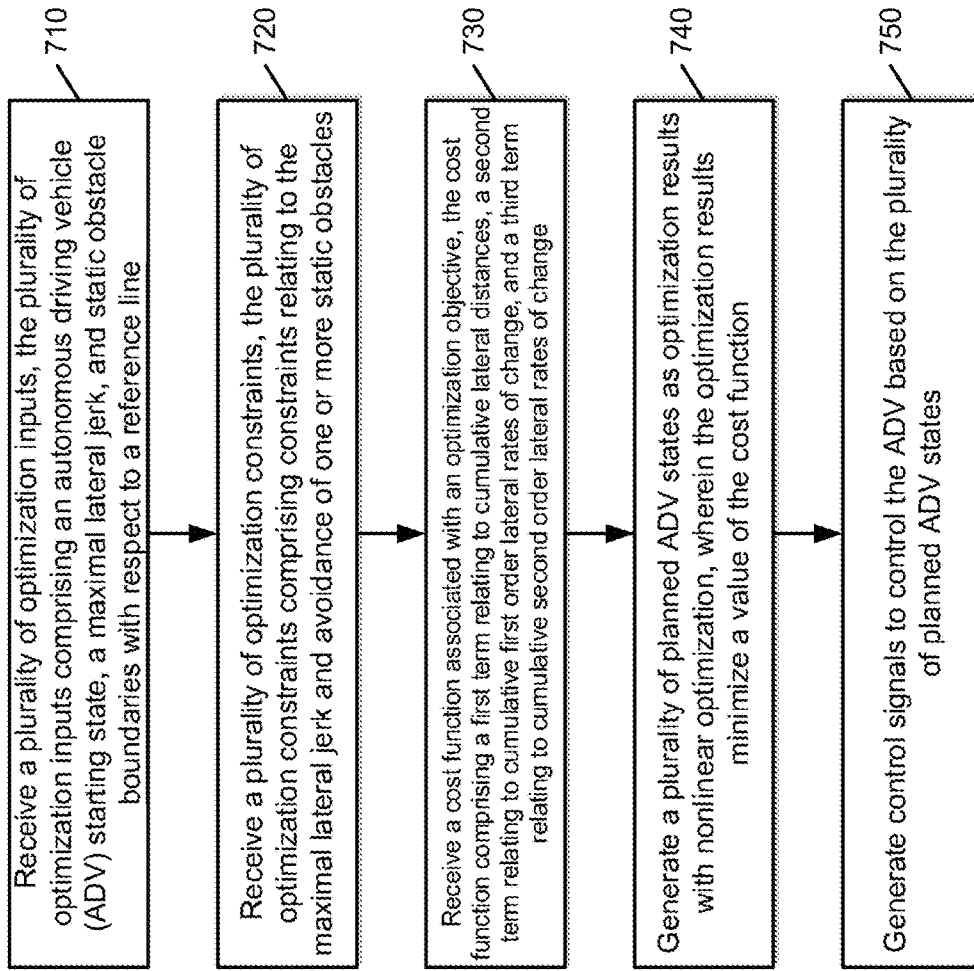 Receive a plurality of optimization inputs, the plurality of
optimization inputs comprising an autonomous driving vehicle
(ADV) starting state, a maximal lateral jerk, and static obstacle
boundaries with respect to a reference line
710
Receive a plurality of optimization constraints, the plurality of
optimization constraints comprising constraints relating to the
maximal lateral jerk and avoidance of one or more static obstacles
720
Receive a cost function associated with an optimization objective, the cost
function comprising a first term relating to cumulative lateral distances, a second
term relating to cumulative first order lateral rates of change, and a third term
relating to cumulative second order lateral rates of change
730
Generate a plurality of planned ADV states as optimization results
with nonlinear optimization, wherein the optimization results
minimize a value of the cost function
740
Generate control signals to control the ADV based on the plurality
of planned ADV states
750